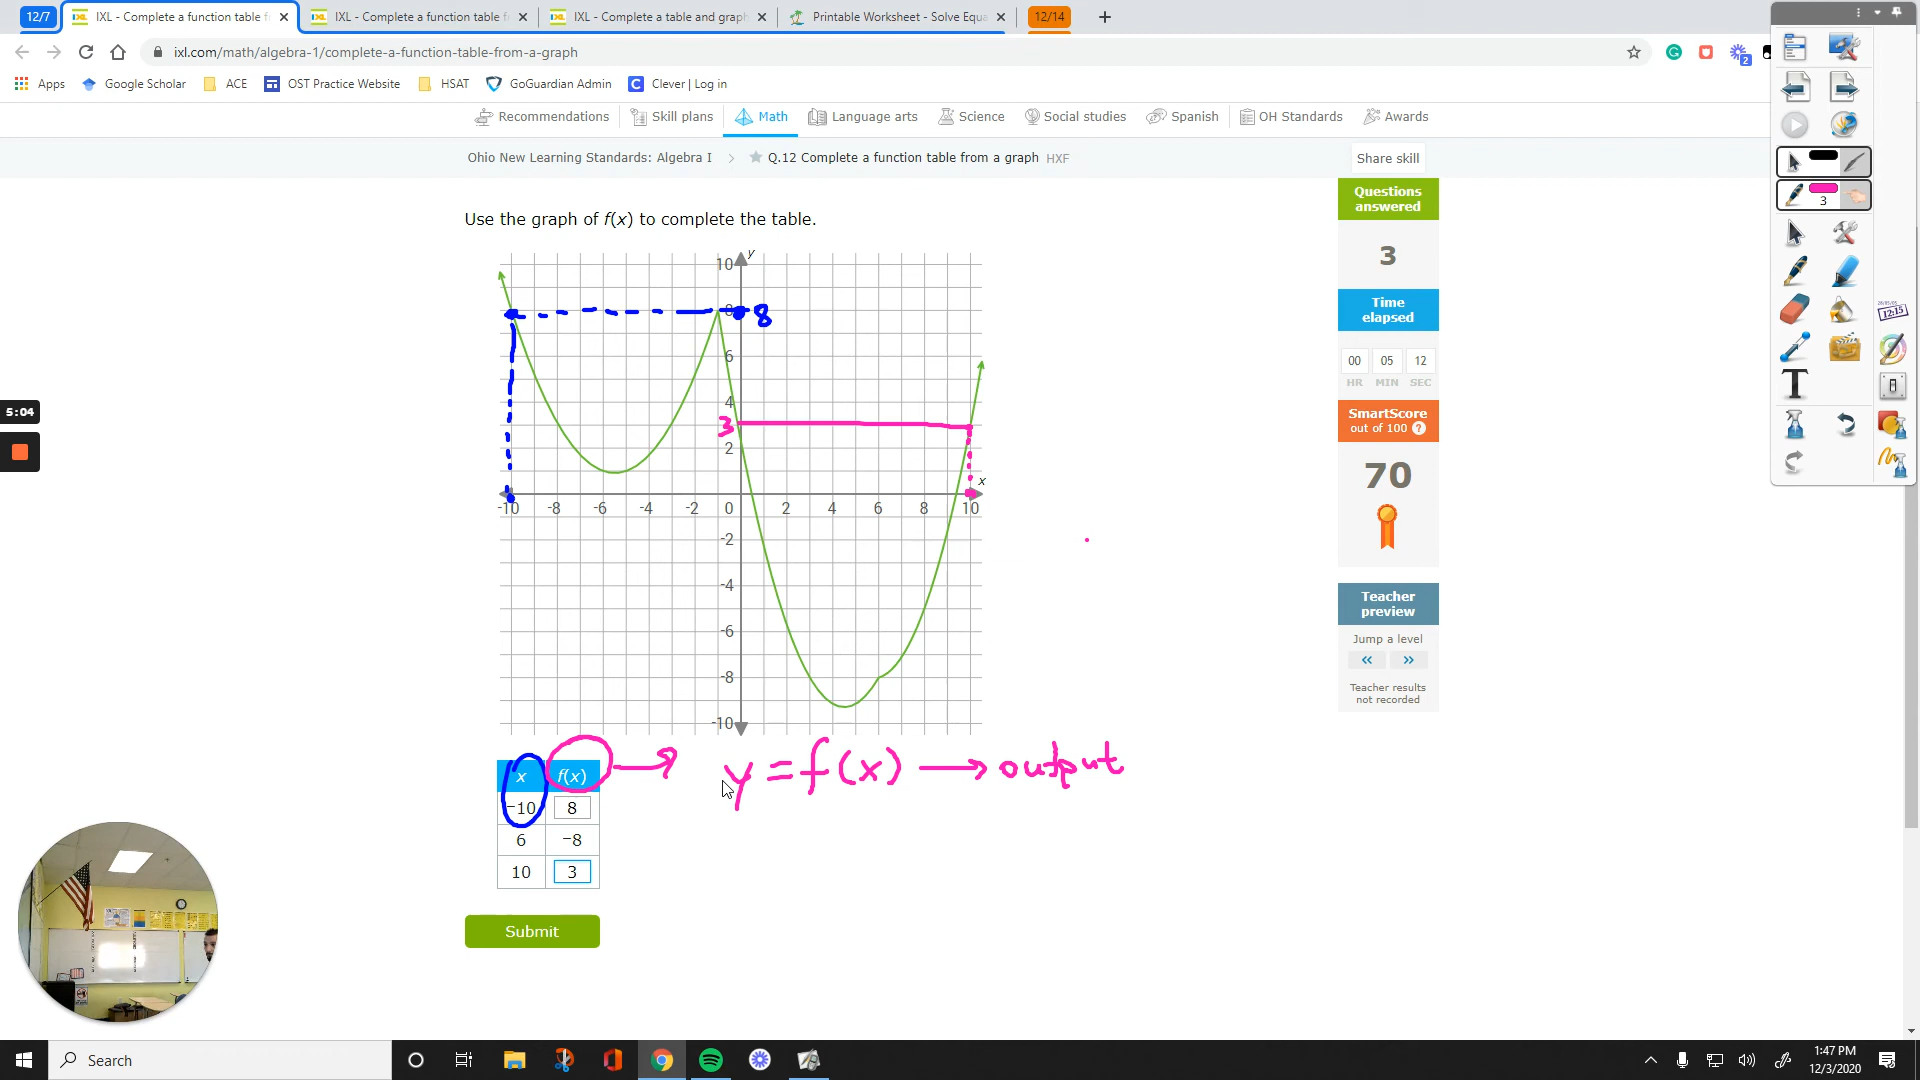 12/7
IXL - Complete a function table f
IXL - Complete a function table f
IXL - Complete a table and graph
Printable Worksheet - Solve Equa
12/14
ixl.com/math/algebra-1/complete-a-function-table-from-a-graph
2
Apps
Google Scholar
ACE
OST Practice Website
HSAT
GoGuardian Admin
Clever | Log in
Recommendations
Skill plans
Math
Language arts
Science
Social studies
Spanish
OH Standards
Awards
Ohio New Learning Standards: Algebra I
Q.12 Complete a function table from a graph HXF
Share skill
Use the graph of f(x) to complete the table.
Questions
answered
3
Time
elapsed
00 05 12
HR MIN SEC
SmartScore
out of 100 ?
70
Teacher
preview
Jump a level
<< >>
Teacher results
not recorded
y
10
8
8
6
4
3
2
x
-10 -8 -6 -4 -2 0 2 4 6 8 10
-2
-4
-6
-8
-10
x f(x)
y = f(x) → output
−10 8
6 −8
10 3
Submit
5:04
3
12:15
T
Search
1:47 PM
12/3/2020